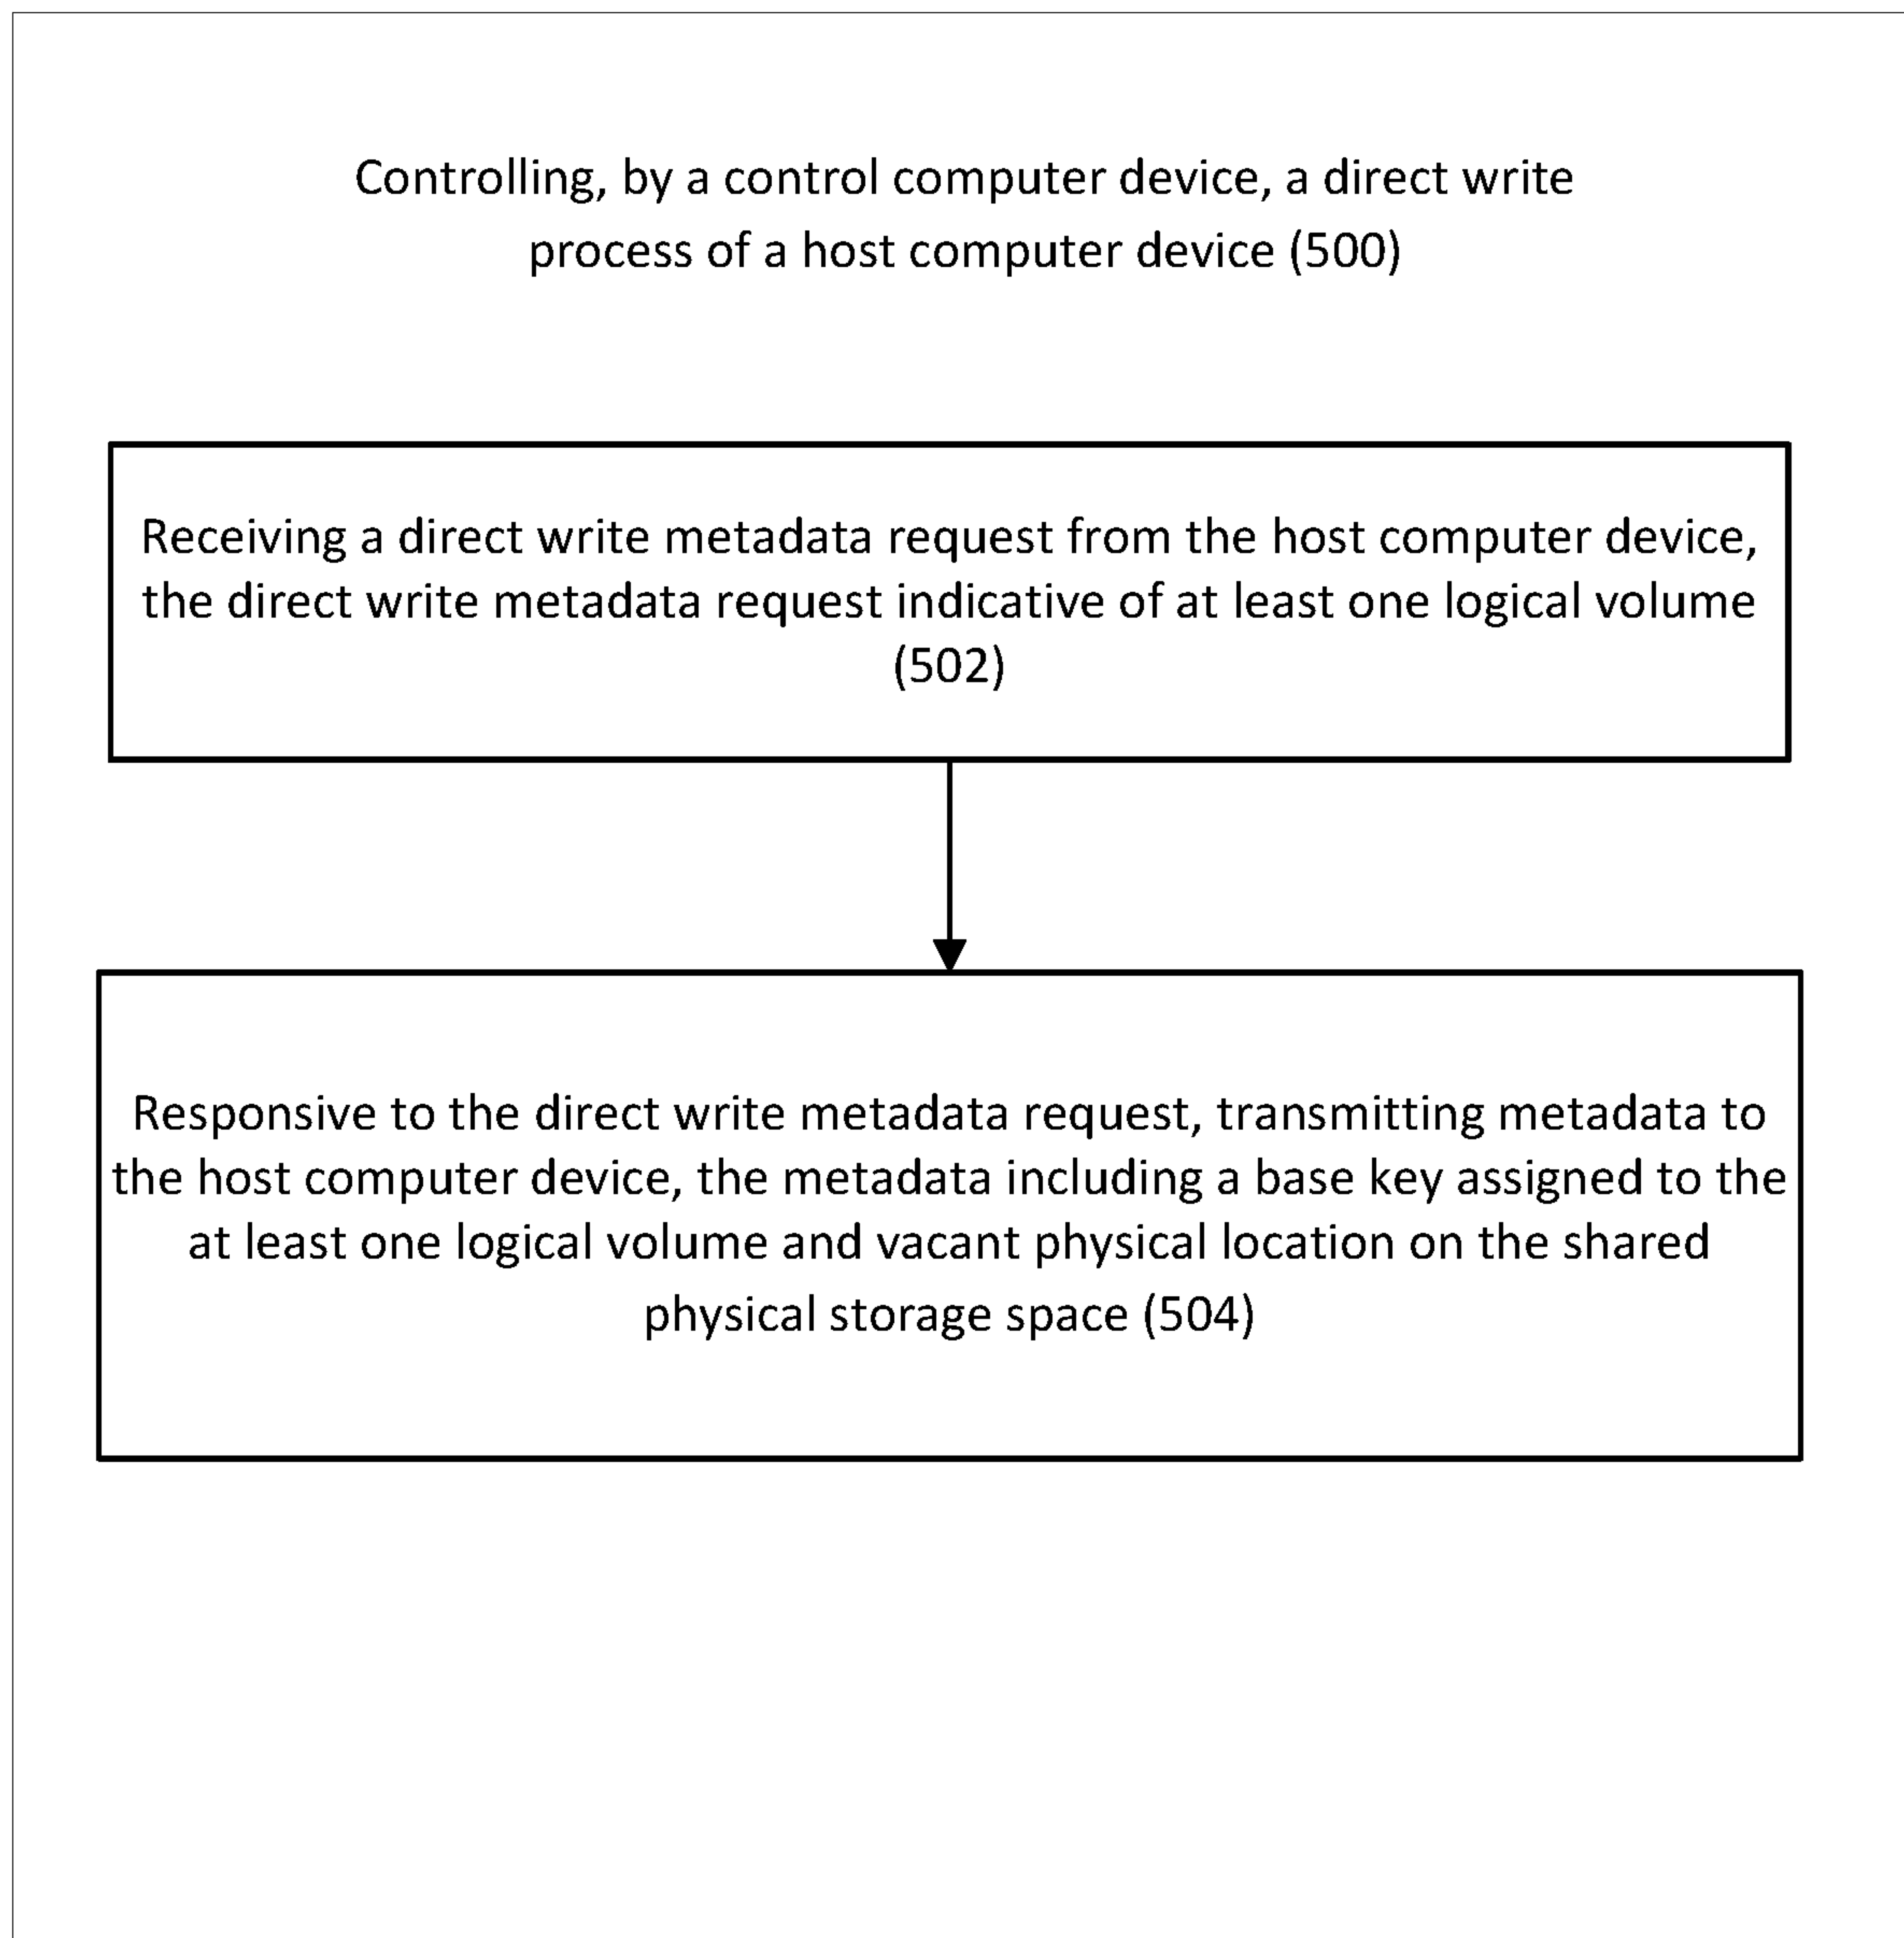 Controlling, by a control computer device, a direct write
process of a host computer device (500)
Receiving a direct write metadata request from the host computer device,
the direct write metadata request indicative of at least one logical volume
(502)
Responsive to the direct write metadata request, transmitting metadata to
the host computer device, the metadata including a base key assigned to the
at least one logical volume and vacant physical location on the shared
physical storage space (504)